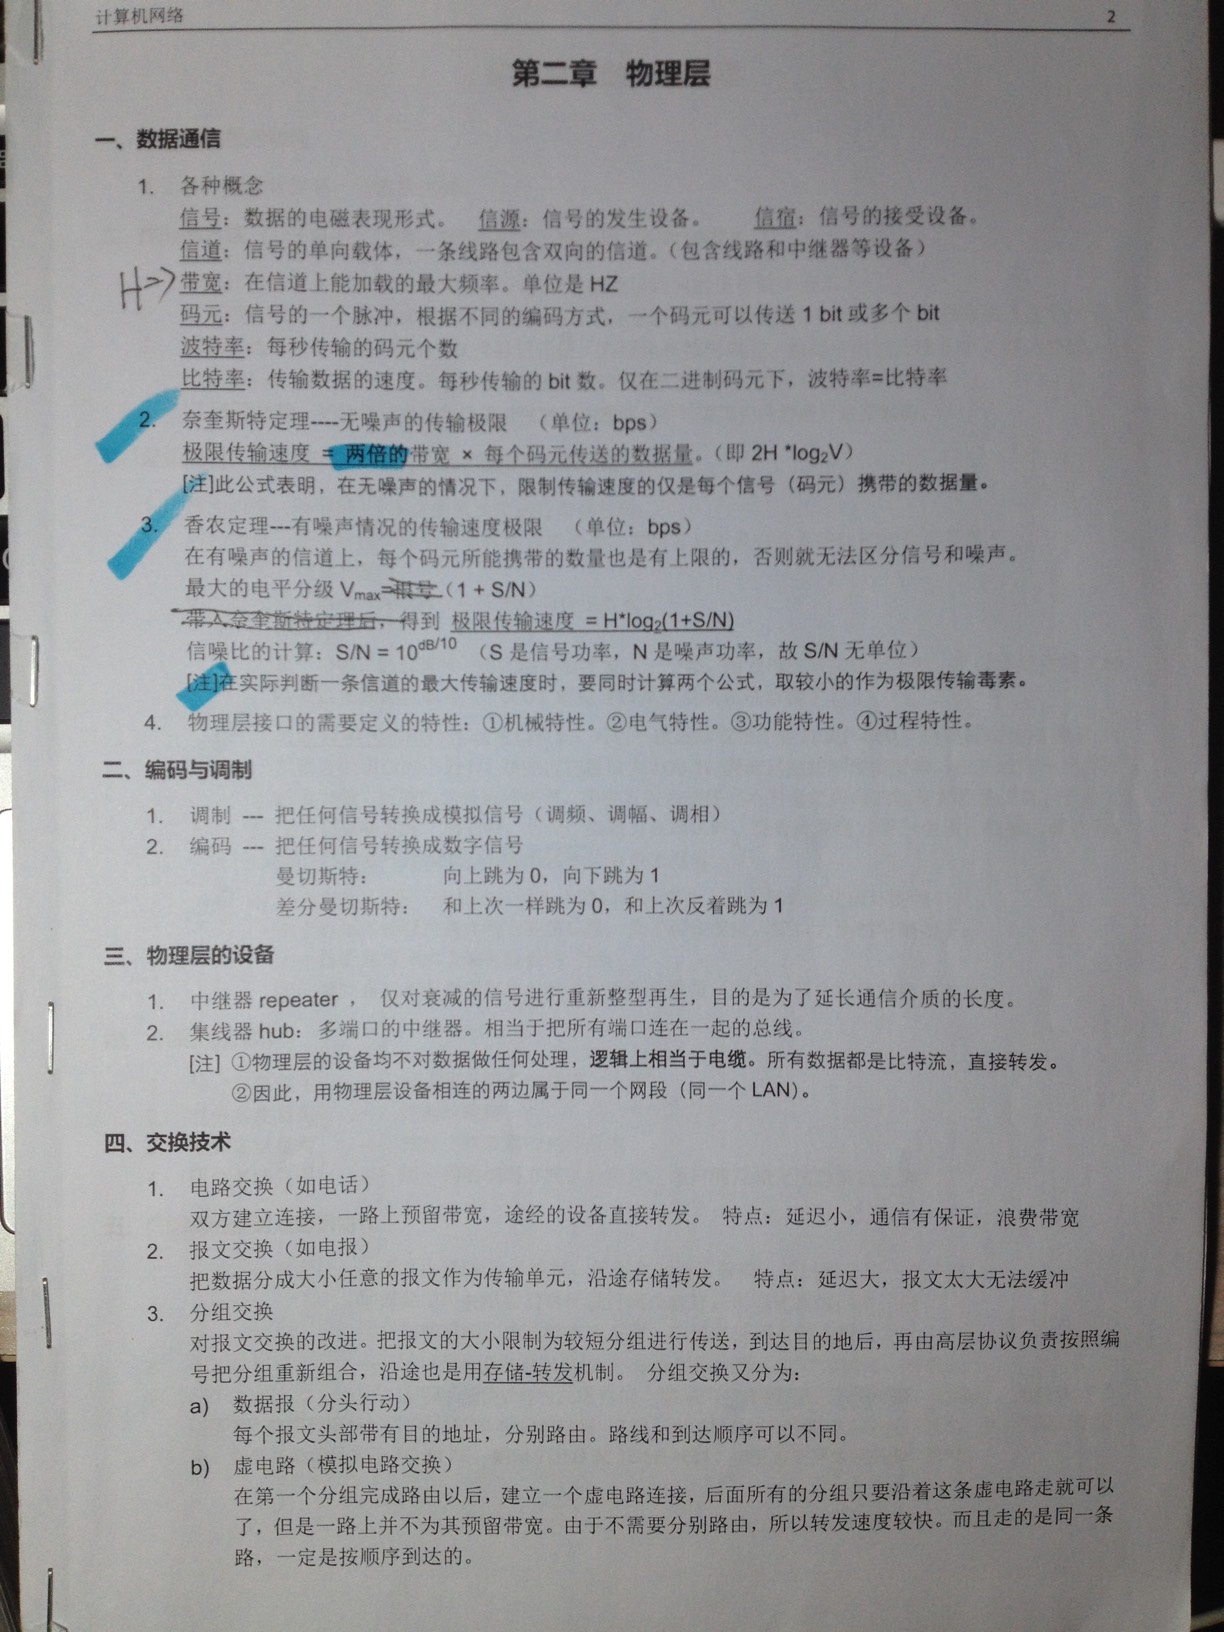 计算机网络 2
第二章 物理层
一、数据通信
1. 各种概念
信号：数据的电磁表现形式。 信源：信号的发生设备。 信宿：信号的接受设备。
信道：信号的单向载体，一条线路包含双向的信道。（包含线路和中继器等设备）
H=> 带宽：在信道上能加载的最大频率。单位是 HZ
码元：信号的一个脉冲，根据不同的编码方式，一个码元可以传送 1 bit 或多个 bit
波特率：每秒传输的码元个数
比特率：传输数据的速度。每秒传输的 bit 数。仅在二进制码元下，波特率=比特率
2. 奈奎斯特定理----无噪声的传输极限 （单位：bps）
极限传输速度 = 两倍的带宽 × 每个码元传送的数据量。（即 2H *log₂V）
[注]此公式表明，在无噪声的情况下，限制传输速度的仅是每个信号（码元）携带的数据量。
3. 香农定理---有噪声情况的传输速度极限 （单位：bps）
在有噪声的信道上，每个码元所能携带的数量也是有上限的，否则就无法区分信号和噪声。
最大的电平分级 Vmax=根号（1 + S/N）
带入奈奎斯特定理后，得到 极限传输速度 = H*log₂(1+S/N)
信噪比的计算：S/N = 10^dB/10 （S 是信号功率，N 是噪声功率，故 S/N 无单位）
[注]在实际判断一条信道的最大传输速度时，要同时计算两个公式，取较小的作为极限传输毒素。
4. 物理层接口的需要定义的特性：①机械特性。②电气特性。③功能特性。④过程特性。
二、编码与调制
1. 调制 --- 把任何信号转换成模拟信号（调频、调幅、调相）
2. 编码 --- 把任何信号转换成数字信号
曼切斯特： 向上跳为 0，向下跳为 1
差分曼切斯特： 和上次一样跳为 0，和上次反着跳为 1
三、物理层的设备
1. 中继器 repeater ， 仅对衰减的信号进行重新整型再生，目的是为了延长通信介质的长度。
2. 集线器 hub：多端口的中继器。相当于把所有端口连在一起的总线。
[注] ①物理层的设备均不对数据做任何处理，逻辑上相当于电缆。所有数据都是比特流，直接转发。
②因此，用物理层设备相连的两边属于同一个网段（同一个 LAN）。
四、交换技术
1. 电路交换（如电话）
双方建立连接，一路上预留带宽，途经的设备直接转发。 特点：延迟小，通信有保证，浪费带宽
2. 报文交换（如电报）
把数据分成大小任意的报文作为传输单元，沿途存储转发。 特点：延迟大，报文太大无法缓冲
3. 分组交换
对报文交换的改进。把报文的大小限制为较短分组进行传送，到达目的地后，再由高层协议负责按照编
号把分组重新组合，沿途也是用存储-转发机制。 分组交换又分为：
a) 数据报（分头行动）
每个报文头部带有目的地址，分别路由。路线和到达顺序可以不同。
b) 虚电路（模拟电路交换）
在第一个分组完成路由以后，建立一个虚电路连接，后面所有的分组只要沿着这条虚电路走就可以
了，但是一路上并不为其预留带宽。由于不需要分别路由，所以转发速度较快。而且走的是同一条
路，一定是按顺序到达的。